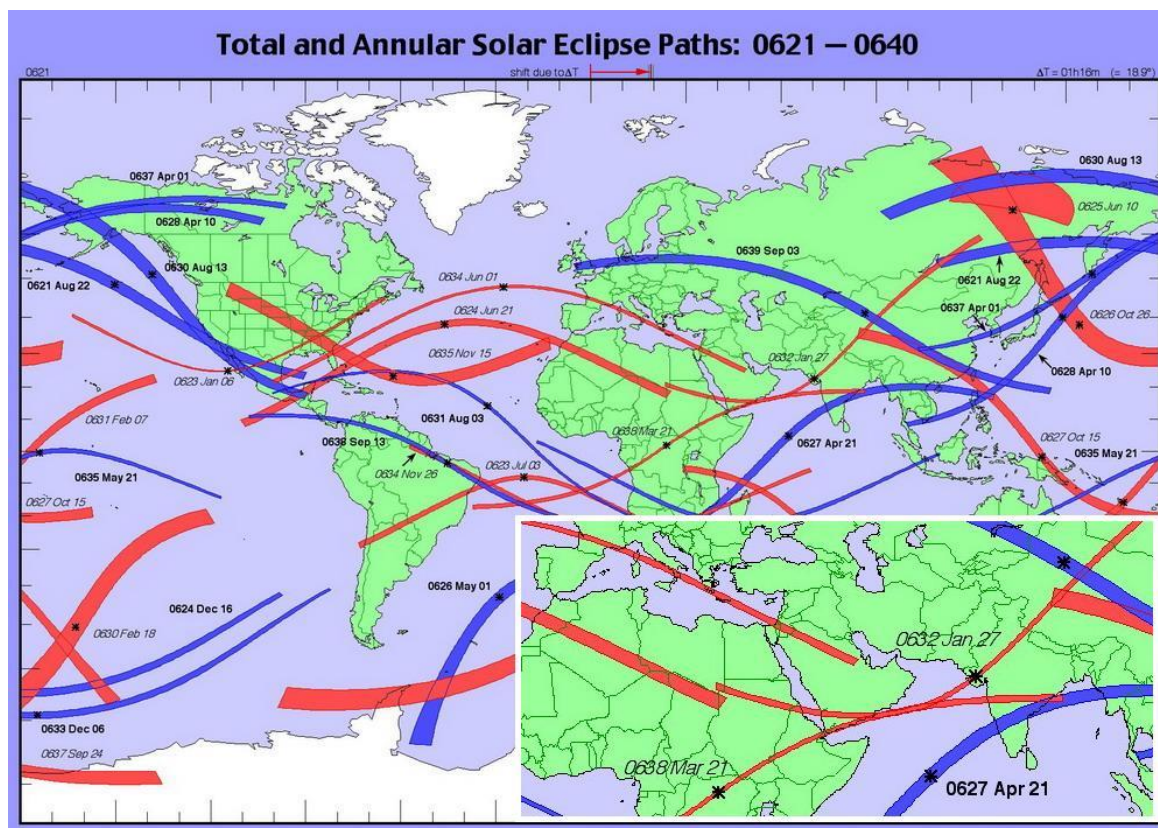 Total and Annular Solar Eclipse Paths: 0621 — 0640
0621
shift due to ΔT
ΔT = 01h16m (= 18.9°)
0637 Apr 01
0628 Apr 10
0630 Aug 13
0621 Aug 22
0623 Jan 06
0631 Feb 07
0635 May 21
0627 Oct 15
0624 Dec 16
0630 Feb 18
0633 Dec 06
0637 Sep 24
0634 Jun 01
0624 Jun 21
0635 Nov 15
0631 Aug 03
0638 Sep 13
0634 Nov 26
0623 Jul 03
0626 May 01
0639 Sep 03
0632 Jan 27
0638 Mar 21
0627 Apr 21
0630 Aug 13
0625 Jun 10
0621 Aug 22
0637 Apr 01
0626 Oct 26
0628 Apr 10
0627 Oct 15
0635 May 21
0632 Jan 27
0638 Mar 21
0627 Apr 21